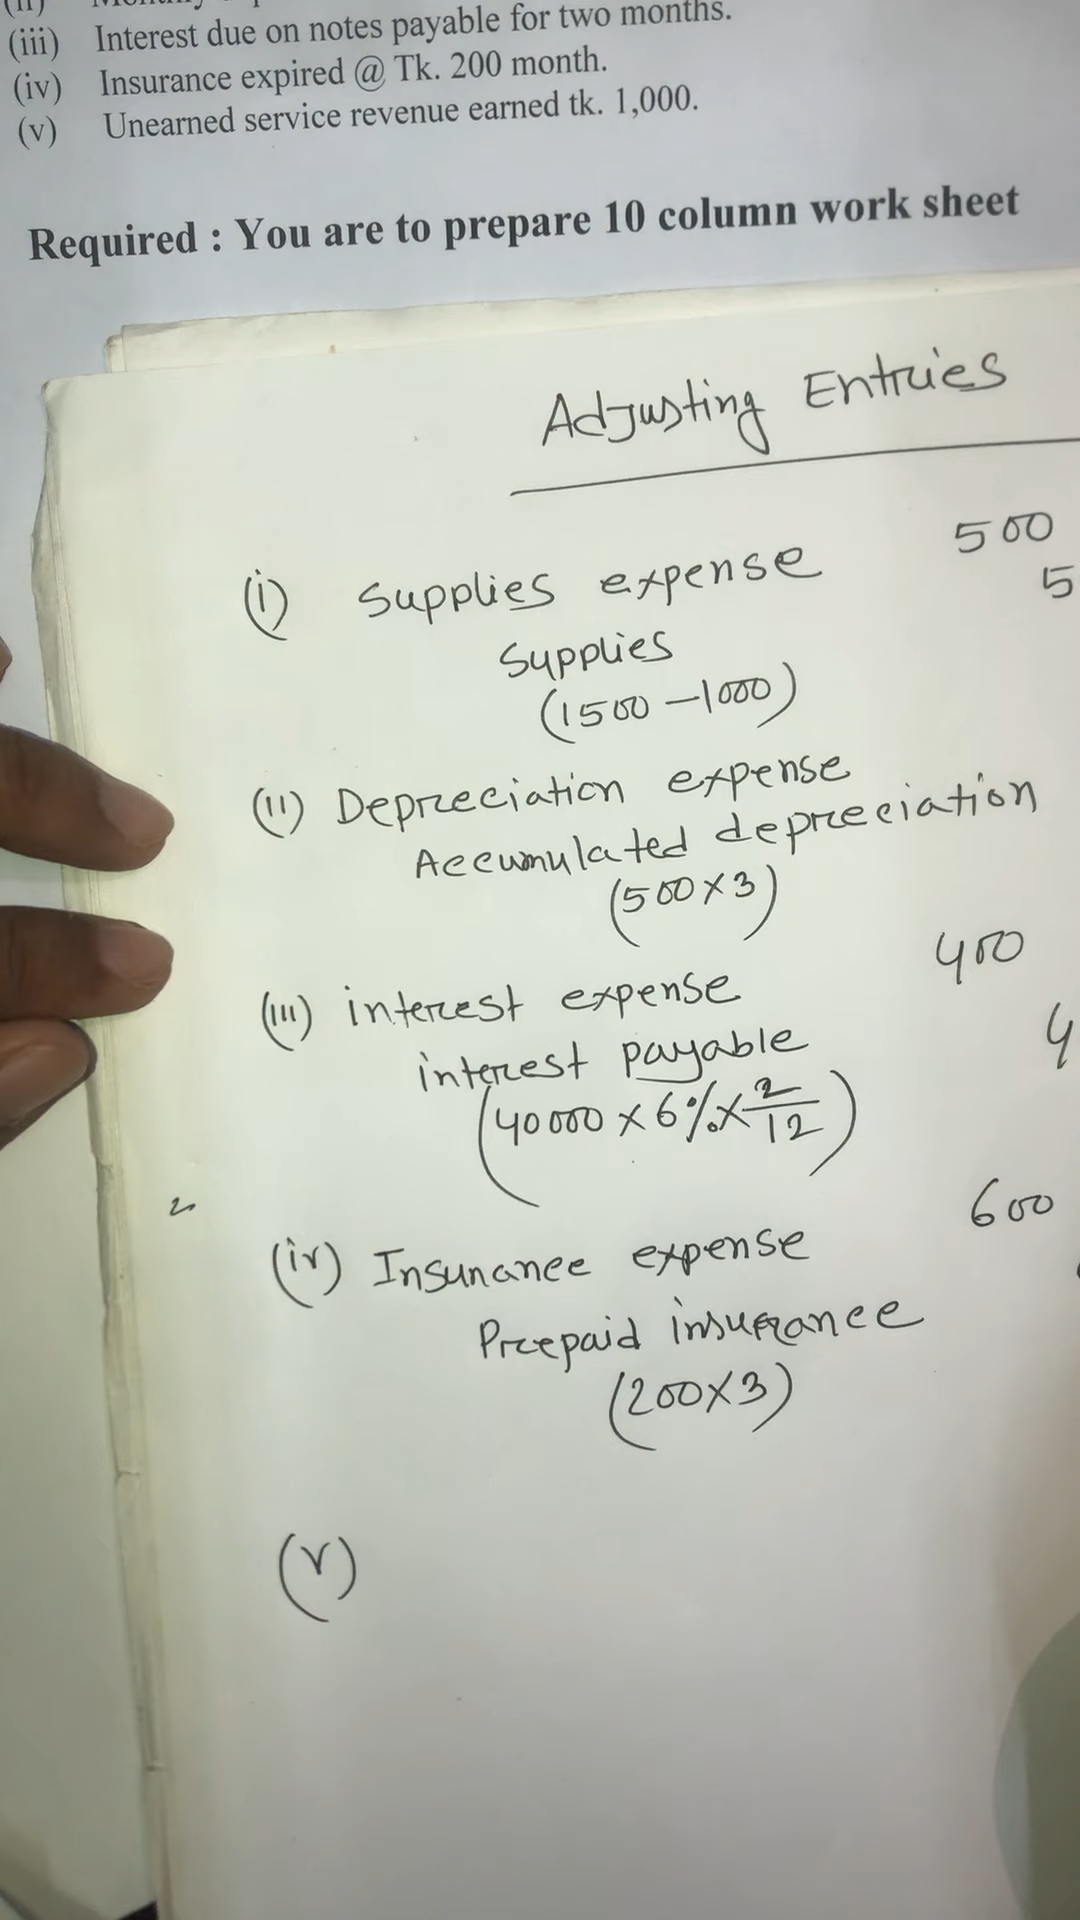 (iii) Interest due on notes payable for two months.
(iv) Insurance expired @ Tk. 200 month.
(v) Unearned service revenue earned tk. 1,000.
Required : You are to prepare 10 column work sheet
Adjusting Entries
(i) Supplies expense 500
5
Supplies
(1500 - 1000)
(ii) Depreciation expense
Accumulated depreciation
(500 x 3)
(iii) interest expense 400
interest payable 4
(40000 x 6% x 2/12)
(iv) Insunance expense 600
Prepaid insurance
(200 x 3)
(v)